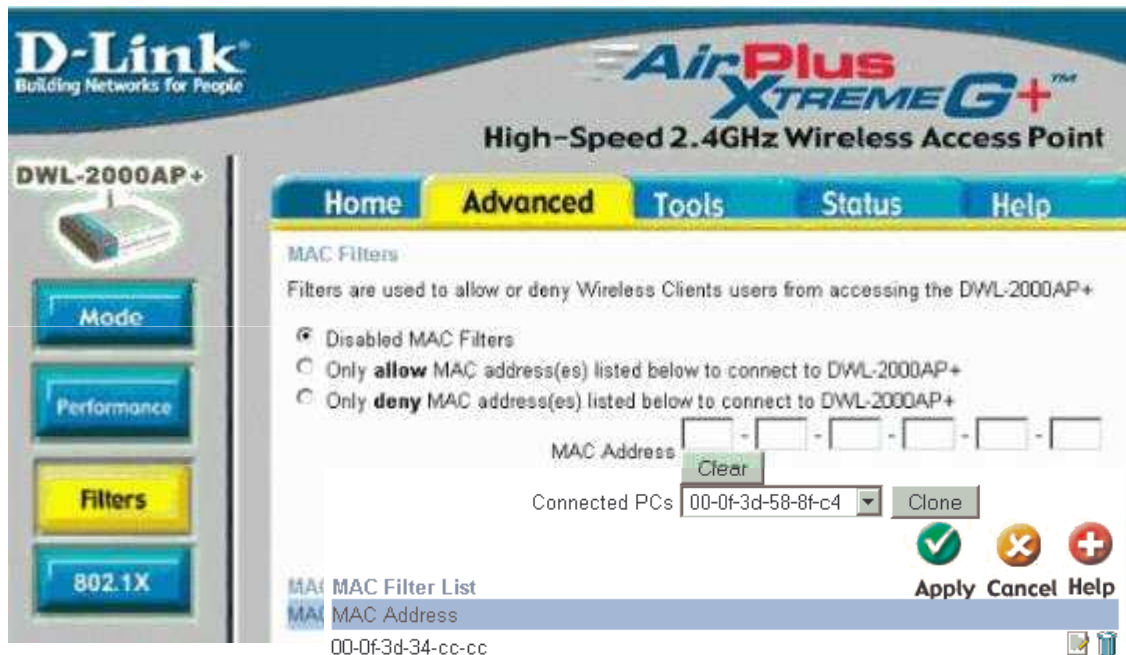 D-Link
Building Networks for People
AirPlus
XTREME G+™
High-Speed 2.4GHz Wireless Access Point
DWL-2000AP+
Home Advanced Tools Status Help
MAC Filters
Filters are used to allow or deny Wireless Clients users from accessing the DWL-2000AP+
Mode
Disabled MAC Filters
Only allow MAC address(es) listed below to connect to DWL-2000AP+
Performance
Only deny MAC address(es) listed below to connect to DWL-2000AP+
MAC Address - - - - -
Clear
Filters
Connected PCs 00-0f-3d-58-8f-c4 Clone
802.1X
Apply Cancel Help
MAC MAC Filter List
MAC MAC Address
00-0f-3d-34-cc-cc